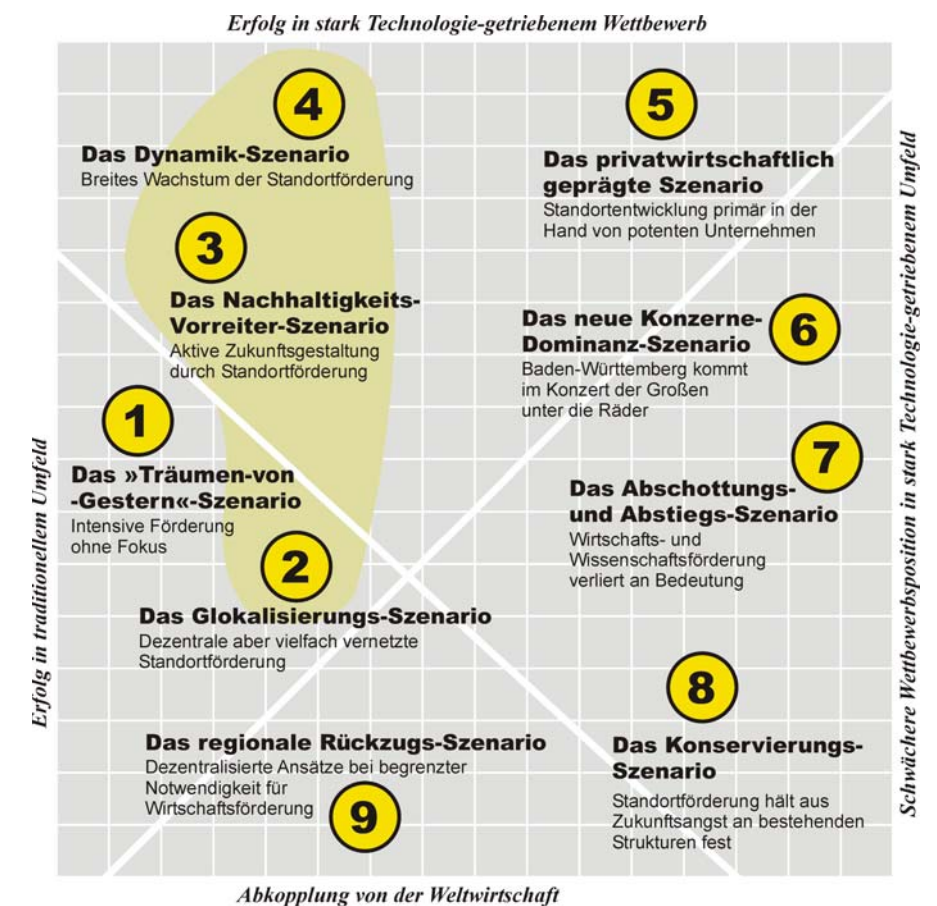 Erfolg in stark Technologie-getriebenem Wettbewerb
4
Das Dynamik-Szenario
Breites Wachstum der Standortförderung
5
Das privatwirtschaftlich
geprägte Szenario
Standortentwicklung primär in der
Hand von potenten Unternehmen
3
Das Nachhaltigkeits-
Vorreiter-Szenario
Aktive Zukunftsgestaltung
durch Standortförderung
6
Das neue Konzerne-
Dominanz-Szenario
Baden-Württemberg kommt
im Konzert der Großen
unter die Räder
1
Das »Träumen-von
-Gestern«-Szenario
Intensive Förderung
ohne Fokus
7
Das Abschottungs-
und Abstiegs-Szenario
Wirtschafts- und
Wissenschaftsförderung
verliert an Bedeutung
2
Das Glokalisierungs-Szenario
Dezentrale aber vielfach vernetzte
Standortförderung
8
Das Konservierungs-
Szenario
Standortförderung hält aus
Zukunftsangst an bestehenden
Strukturen fest
Das regionale Rückzugs-Szenario
Dezentralisierte Ansätze bei begrenzter
Notwendigkeit für
Wirtschaftsförderung
9
Erfolg in traditionellem Umfeld
Schwächere Wettbewerbsposition in stark Technologie-getriebenem Umfeld
Abkopplung von der Weltwirtschaft